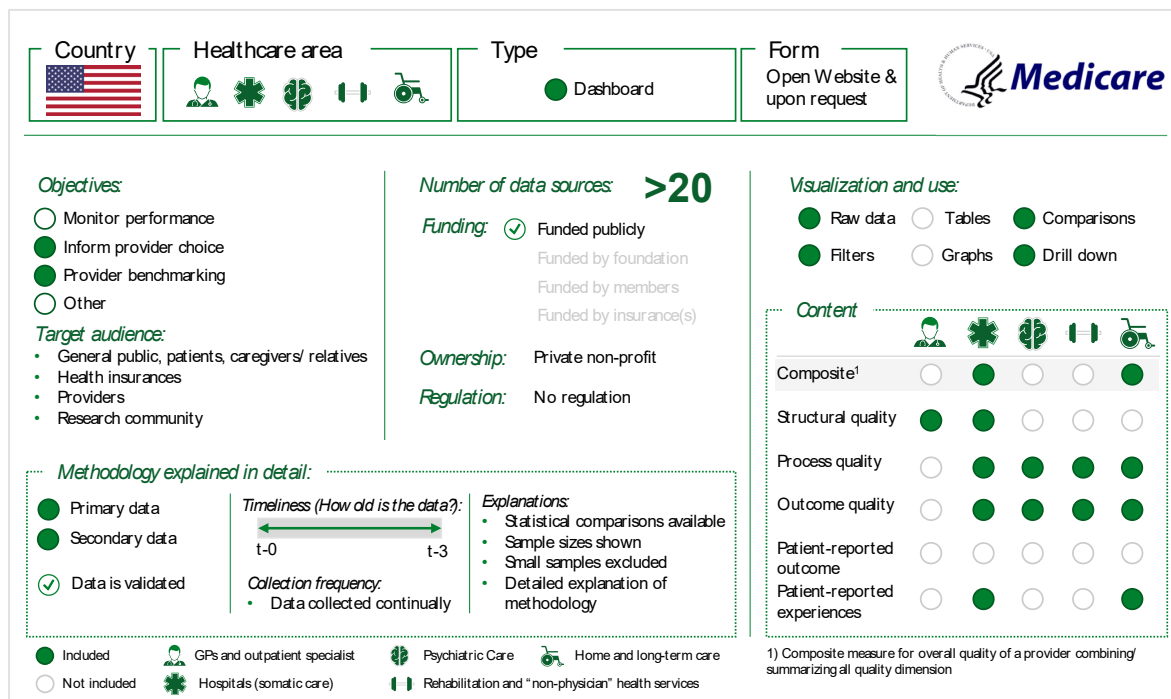 Country
Healthcare area
Type
Dashboard
Form
Open Website &
upon request
DEPARTMENT OF HEALTH & HUMAN SERVICES · USA
Medicare
Objectives:
Monitor performance
Inform provider choice
Provider benchmarking
Other
Target audience:
• General public, patients, caregivers/ relatives
• Health insurances
• Providers
• Research community
Number of data sources: >20
Funding:
Funded publicly
Funded by foundation
Funded by members
Funded by insurance(s)
Ownership: Private non-profit
Regulation: No regulation
Visualization and use:
Raw data Tables Comparisons
Filters Graphs Drill down
Content
Composite1
Structural quality
Process quality
Outcome quality
Patient-reported
outcome
Patient-reported
experiences
1) Composite measure for overall quality of a provider combining/
summarizing all quality dimension
Methodology explained in detail:
Primary data
Secondary data
Data is validated
Timeliness (How old is the data?):
t-0 t-3
Collection frequency:
• Data collected continually
Explanations:
• Statistical comparisons available
• Sample sizes shown
• Small samples excluded
• Detailed explanation of
methodology
Included GPs and outpatient specialist Psychiatric Care Home and long-term care
Not included Hospitals (somatic care) Rehabilitation and “non-physician” health services